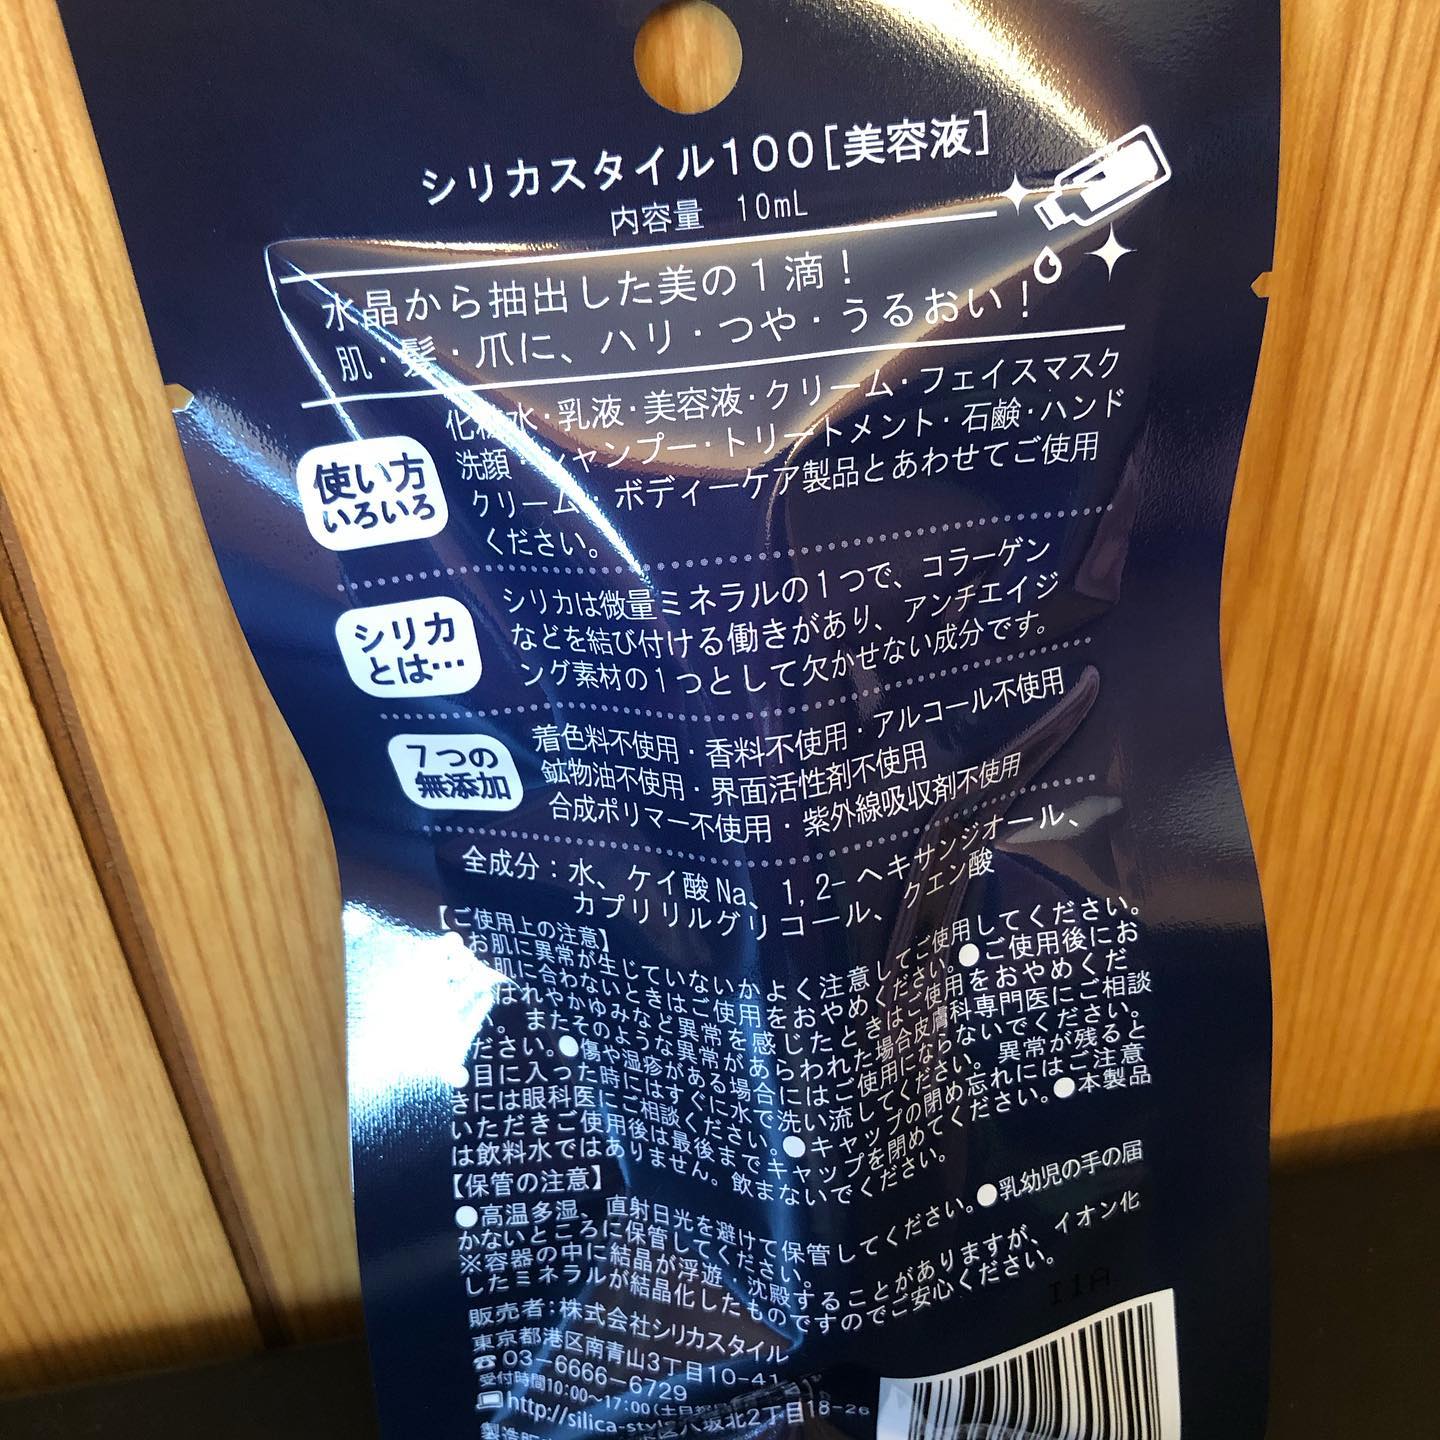 シリカスタイル100[美容液]
内容量 10mL
水晶から抽出した美の1滴!
肌・髪・爪に、ハリ・つや・うるおい!
使い方
いろいろ
化粧水・乳液・美容液・クリーム・フェイスマスク
洗顔・シャンプー・トリートメント・石鹸・ハンド
クリーム・ボディーケア製品とあわせてご使用
ください。
シリカ
とは…
シリカは微量ミネラルの1つで、コラーゲン
などを結び付ける働きがあり、アンチエイジ
ング素材の1つとして欠かせない成分です。
7つの
無添加
着色料不使用・香料不使用・アルコール不使用
鉱物油不使用・界面活性剤不使用
合成ポリマー不使用・紫外線吸収剤不使用
全成分:水、ケイ酸Na、1,2-ヘキサンジオール、
カプリリルグリコール、クエン酸
【ご使用上の注意】
お肌に異常が生じていないかよく注意してご使用してください。
肌に合わないときはご使用をおやめください。●ご使用後にお
はれやかゆみなど異常を感じたときはご使用をおやめくだ
。またそのような異常があらわれた場合皮膚科専門医にご相談
ださい。●傷や湿疹がある場合にはご使用にならないでください。
●目に入った時にはすぐに水で洗い流してください。異常が残ると
きには眼科医にご相談ください。●キャップの閉め忘れにはご注意
いただきご使用後は最後までキャップを閉めてください。●本製品
は飲料水ではありません。飲まないでください。
【保管の注意】
●高温多湿、直射日光を避けて保管してください。●乳幼児の手の届
かないところに保管してください。
※容器の中に結晶が浮遊・沈殿することがありますが、イオン化
したミネラルが結晶化したものですのでご安心ください。
I1A
販売者:株式会社シリカスタイル
東京都港区南青山3丁目10-41
☎03-6666-6729
受付時間10:00〜17:00(土日
http://silica-style
八坂北2丁目18-26